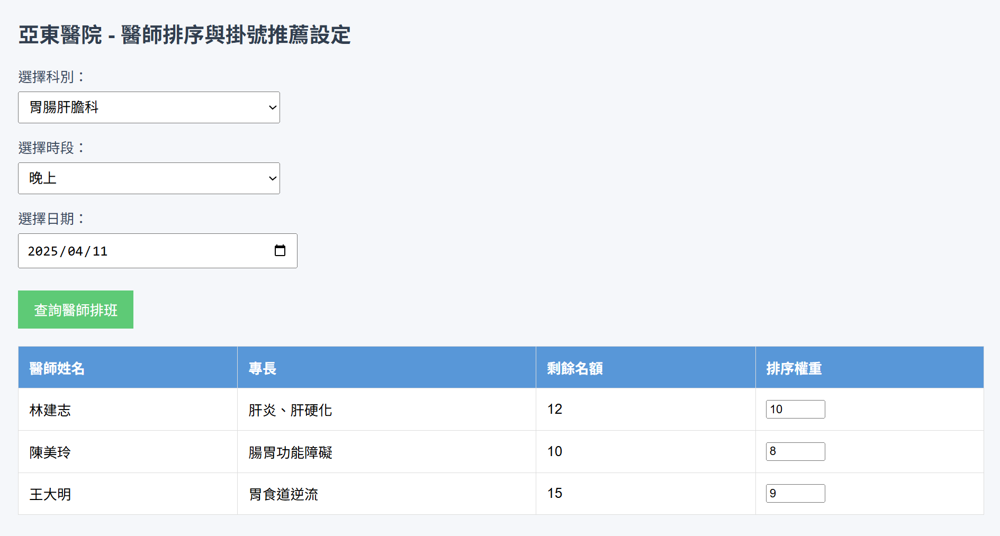 亞東醫院 - 醫師排序與掛號推薦設定
選擇科別：
胃腸肝膽科
選擇時段：
晚上
選擇日期：
2025/04/11
查詢醫師排班
醫師姓名 專長 剩餘名額 排序權重
林建志 肝炎、肝硬化 12 10
陳美玲 腸胃功能障礙 10 8
王大明 胃食道逆流 15 9